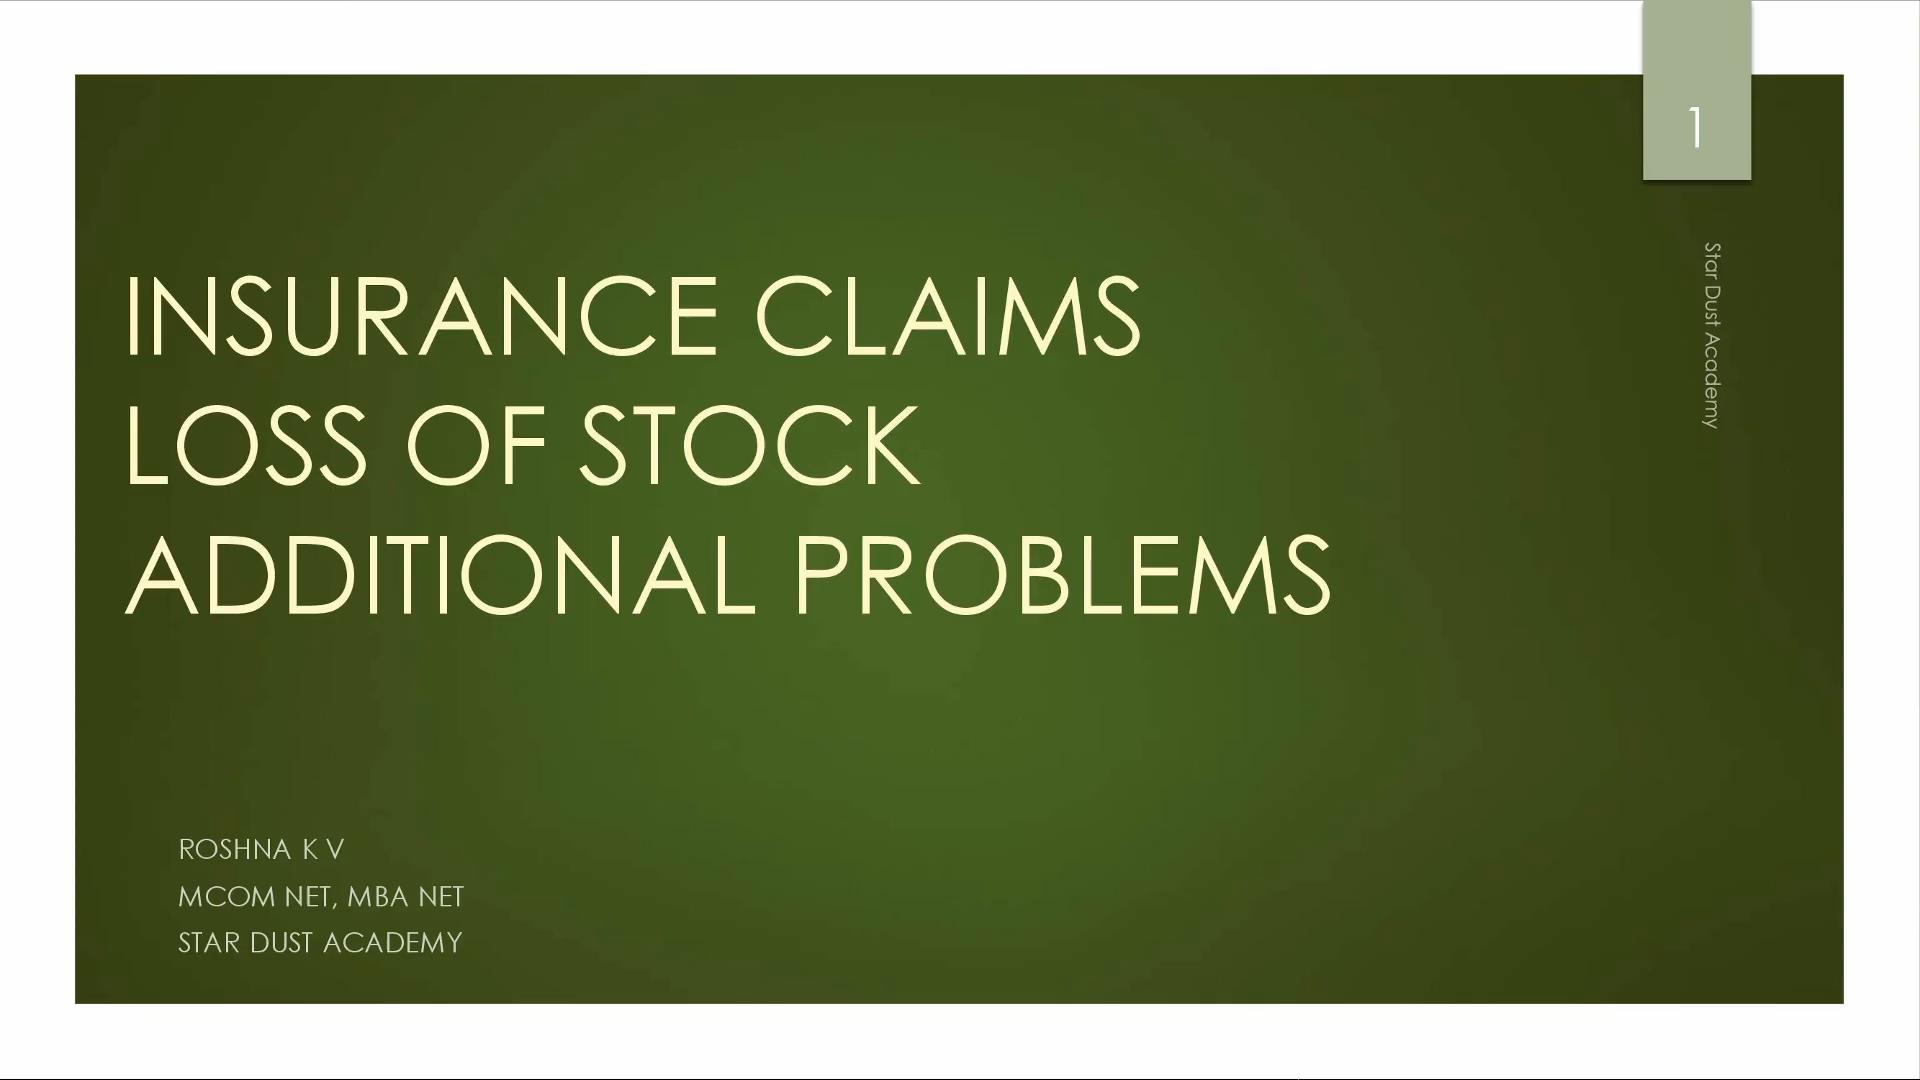 1
Star Dust Academy
INSURANCE CLAIMS
LOSS OF STOCK
ADDITIONAL PROBLEMS
ROSHNA K V
MCOM NET, MBA NET
STAR DUST ACADEMY